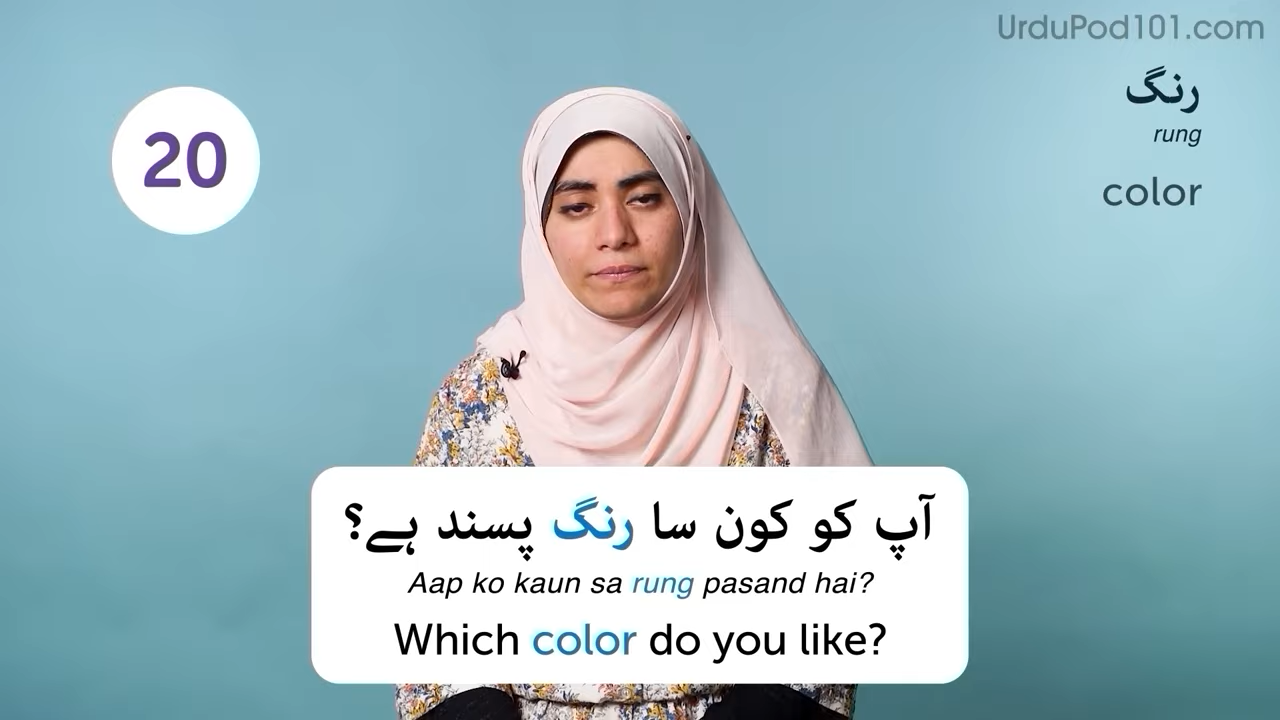 UrduPod101.com
رنگ
rung
color
20
آپ کو کون سا رنگ پسند ہے؟
Aap ko kaun sa rung pasand hai?
Which color do you like?